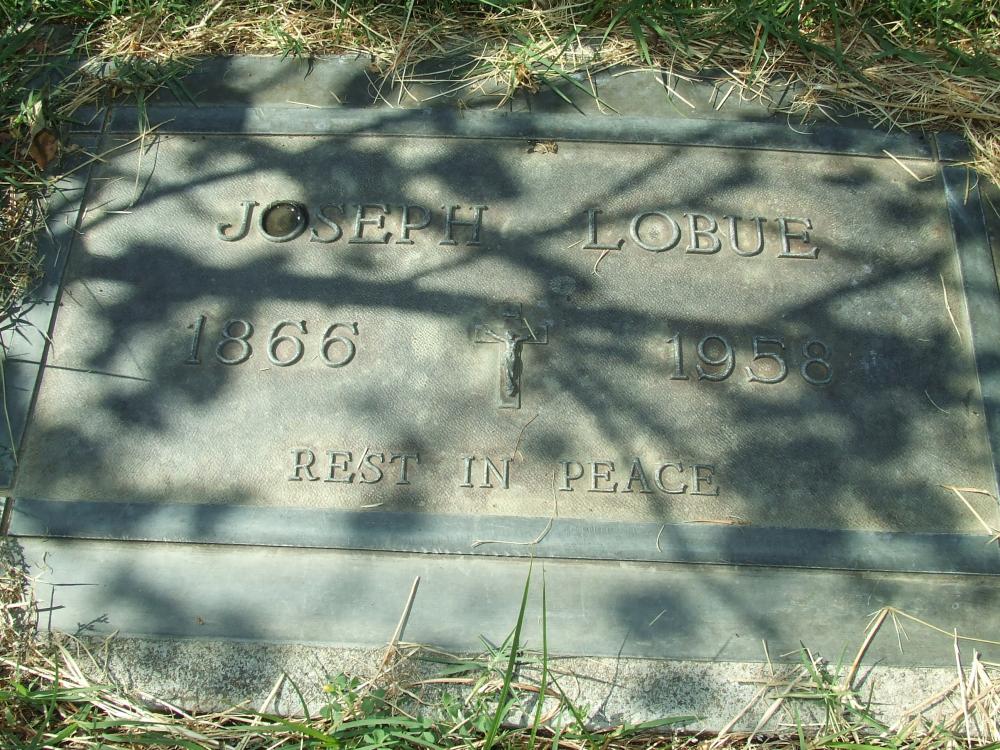 JOSEPH LOBUE
1866 1958
REST IN PEACE